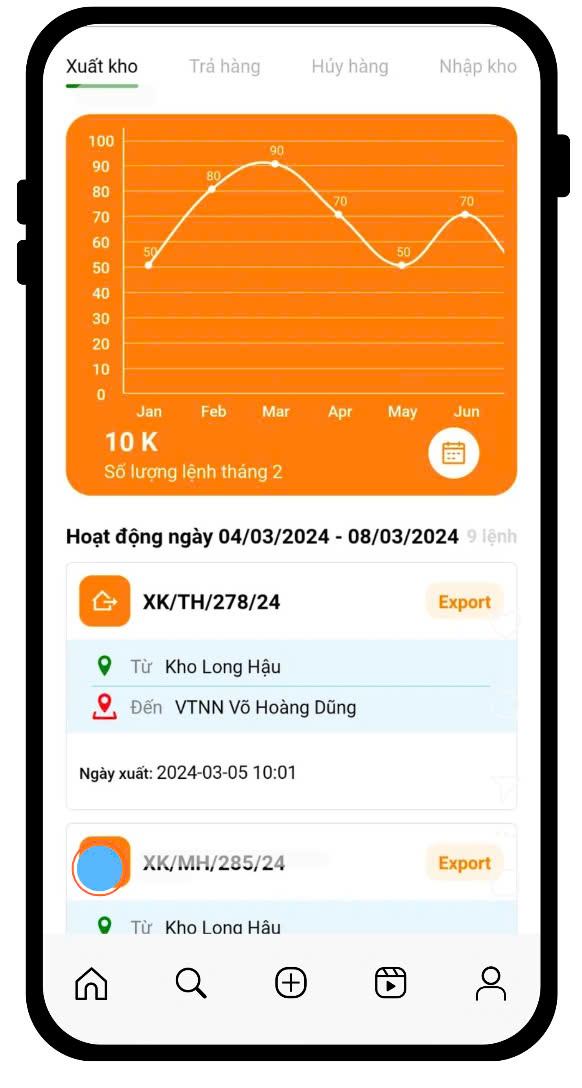 Xuất kho Trả hàng Hủy hàng Nhập kho
100
90
80
70
60
50
40
30
20
10
0
50 80 90 70 50 70
Jan Feb Mar Apr May Jun
10 K
Số lượng lệnh tháng 2
Hoạt động ngày 04/03/2024 - 08/03/2024 9 lệnh
XK/TH/278/24 Export
Từ Kho Long Hậu
Đến VTNN Võ Hoàng Dũng
Ngày xuất: 2024-03-05 10:01
XK/MH/285/24 Export
Từ Kho Long Hậu